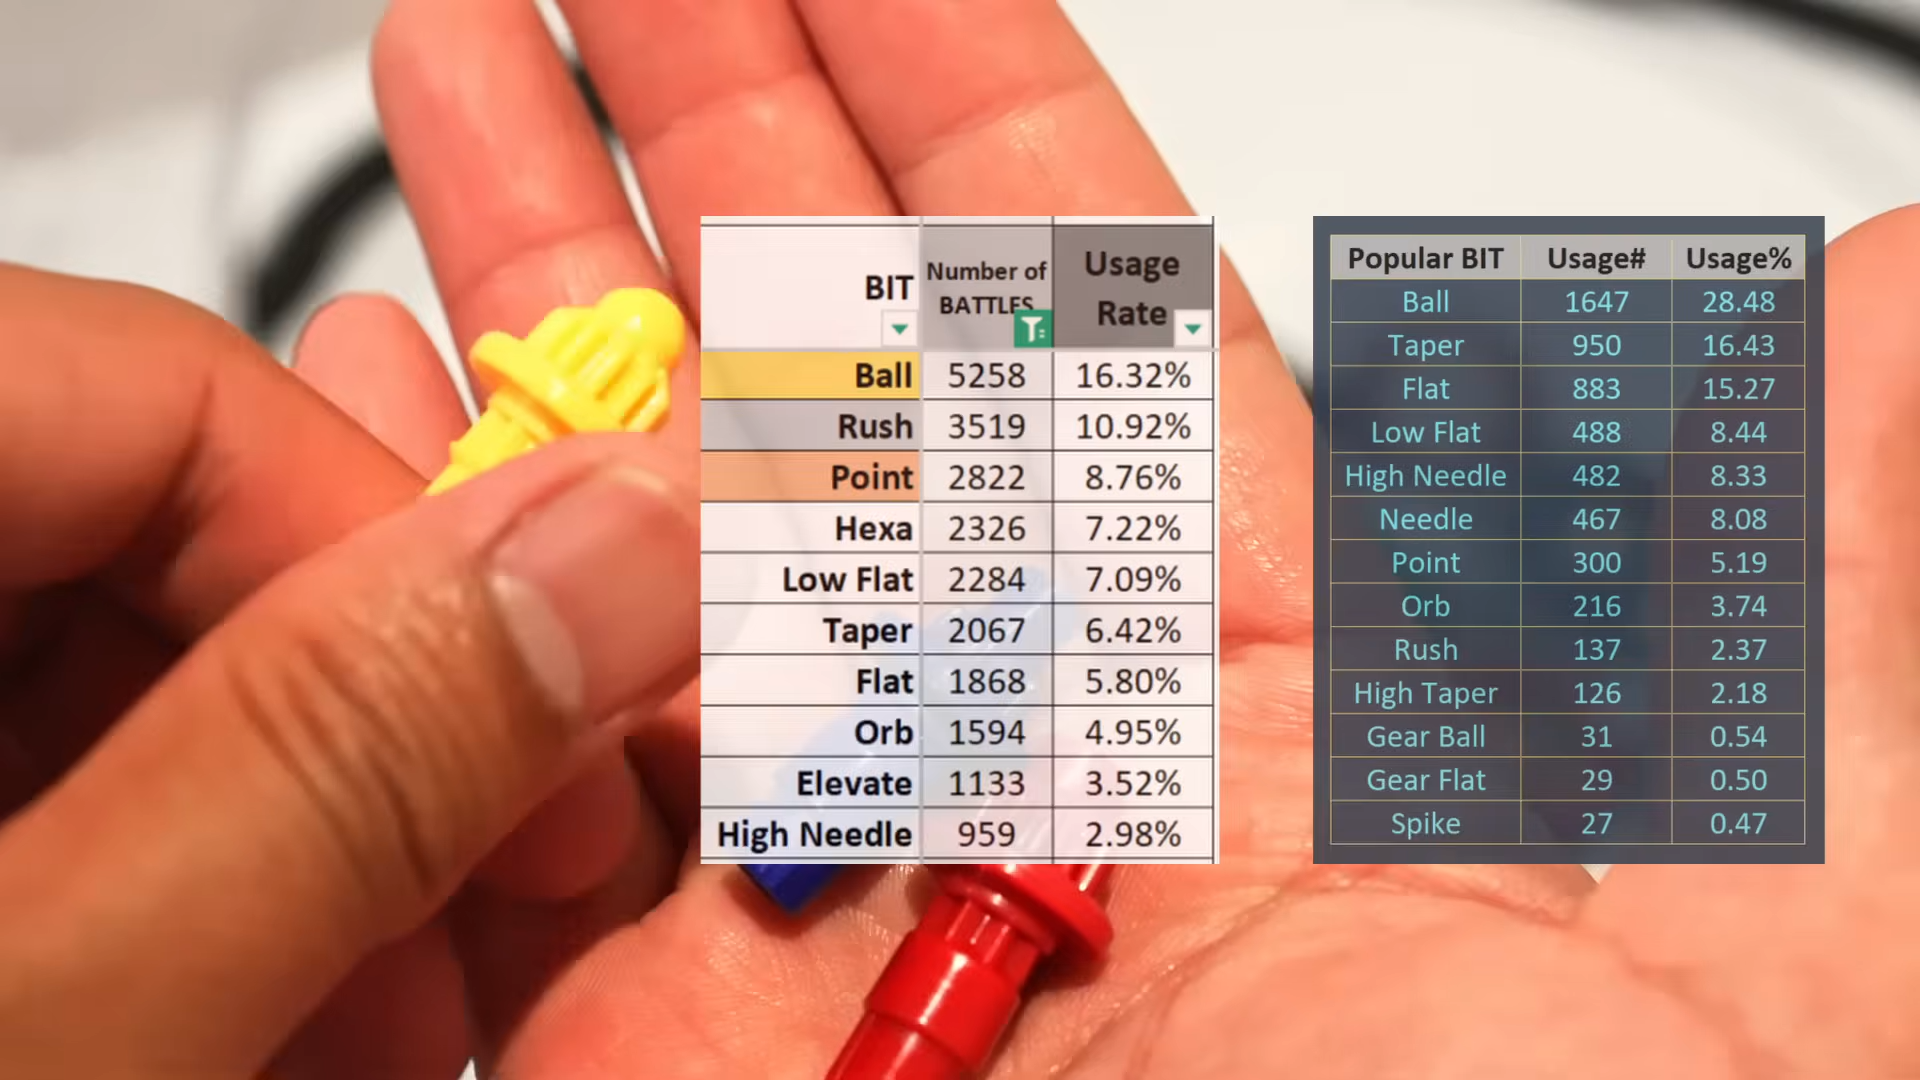 BIT Number of BATTLES Usage Rate
Ball 5258 16.32%
Rush 3519 10.92%
Point 2822 8.76%
Hexa 2326 7.22%
Low Flat 2284 7.09%
Taper 2067 6.42%
Flat 1868 5.80%
Orb 1594 4.95%
Elevate 1133 3.52%
High Needle 959 2.98%
Popular BIT Usage# Usage%
Ball 1647 28.48
Taper 950 16.43
Flat 883 15.27
Low Flat 488 8.44
High Needle 482 8.33
Needle 467 8.08
Point 300 5.19
Orb 216 3.74
Rush 137 2.37
High Taper 126 2.18
Gear Ball 31 0.54
Gear Flat 29 0.50
Spike 27 0.47